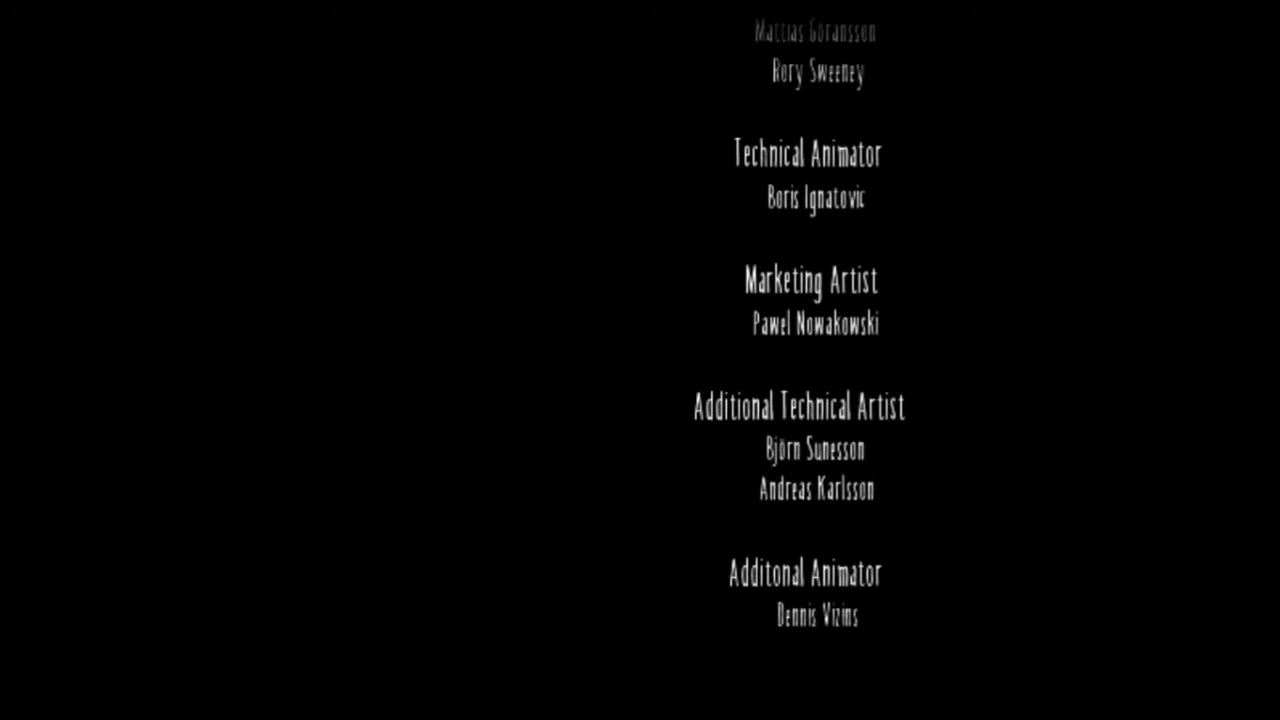 Mattias Göransson
Rory Sweeney
Technical Animator
Boris Ignatovic
Marketing Artist
Pawel Nowakowski
Additional Technical Artist
Björn Sunesson
Andreas Karlsson
Additonal Animator
Dennis Vizins